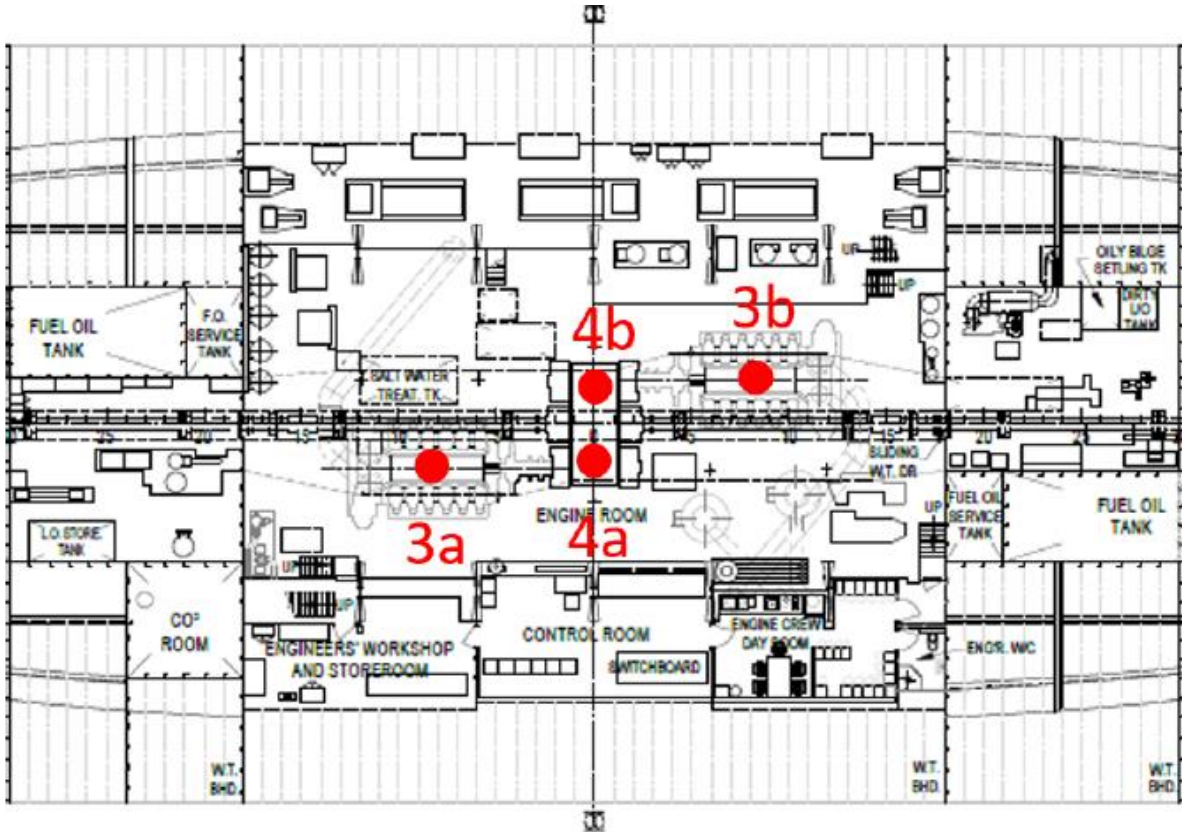 OILY BILGE
SETLING TK
DIRTY
L/O
TANK
UP
UP
3b
4b
FUEL OIL
TANK
F.O.
SERVICE
TANK
SALT WATER
TREAT. TK
25
20
15
10
5
5
10
15
20
25
SLIDING
W.T. DR
ENGINE ROOM
FUEL OIL
SERVICE
TANK
UP
FUEL OIL
TANK
L.O. STORE
TANK
3a
4a
UP
UP
CO²
ROOM
ENGINEERS' WORKSHOP
AND STOREROOM
CONTROL ROOM
SWITCHBOARD
ENGINE CREW
DAY ROOM
ENG'R. W/C
W.T.
BHD.
W.T.
BHD.
W.T.
BHD.